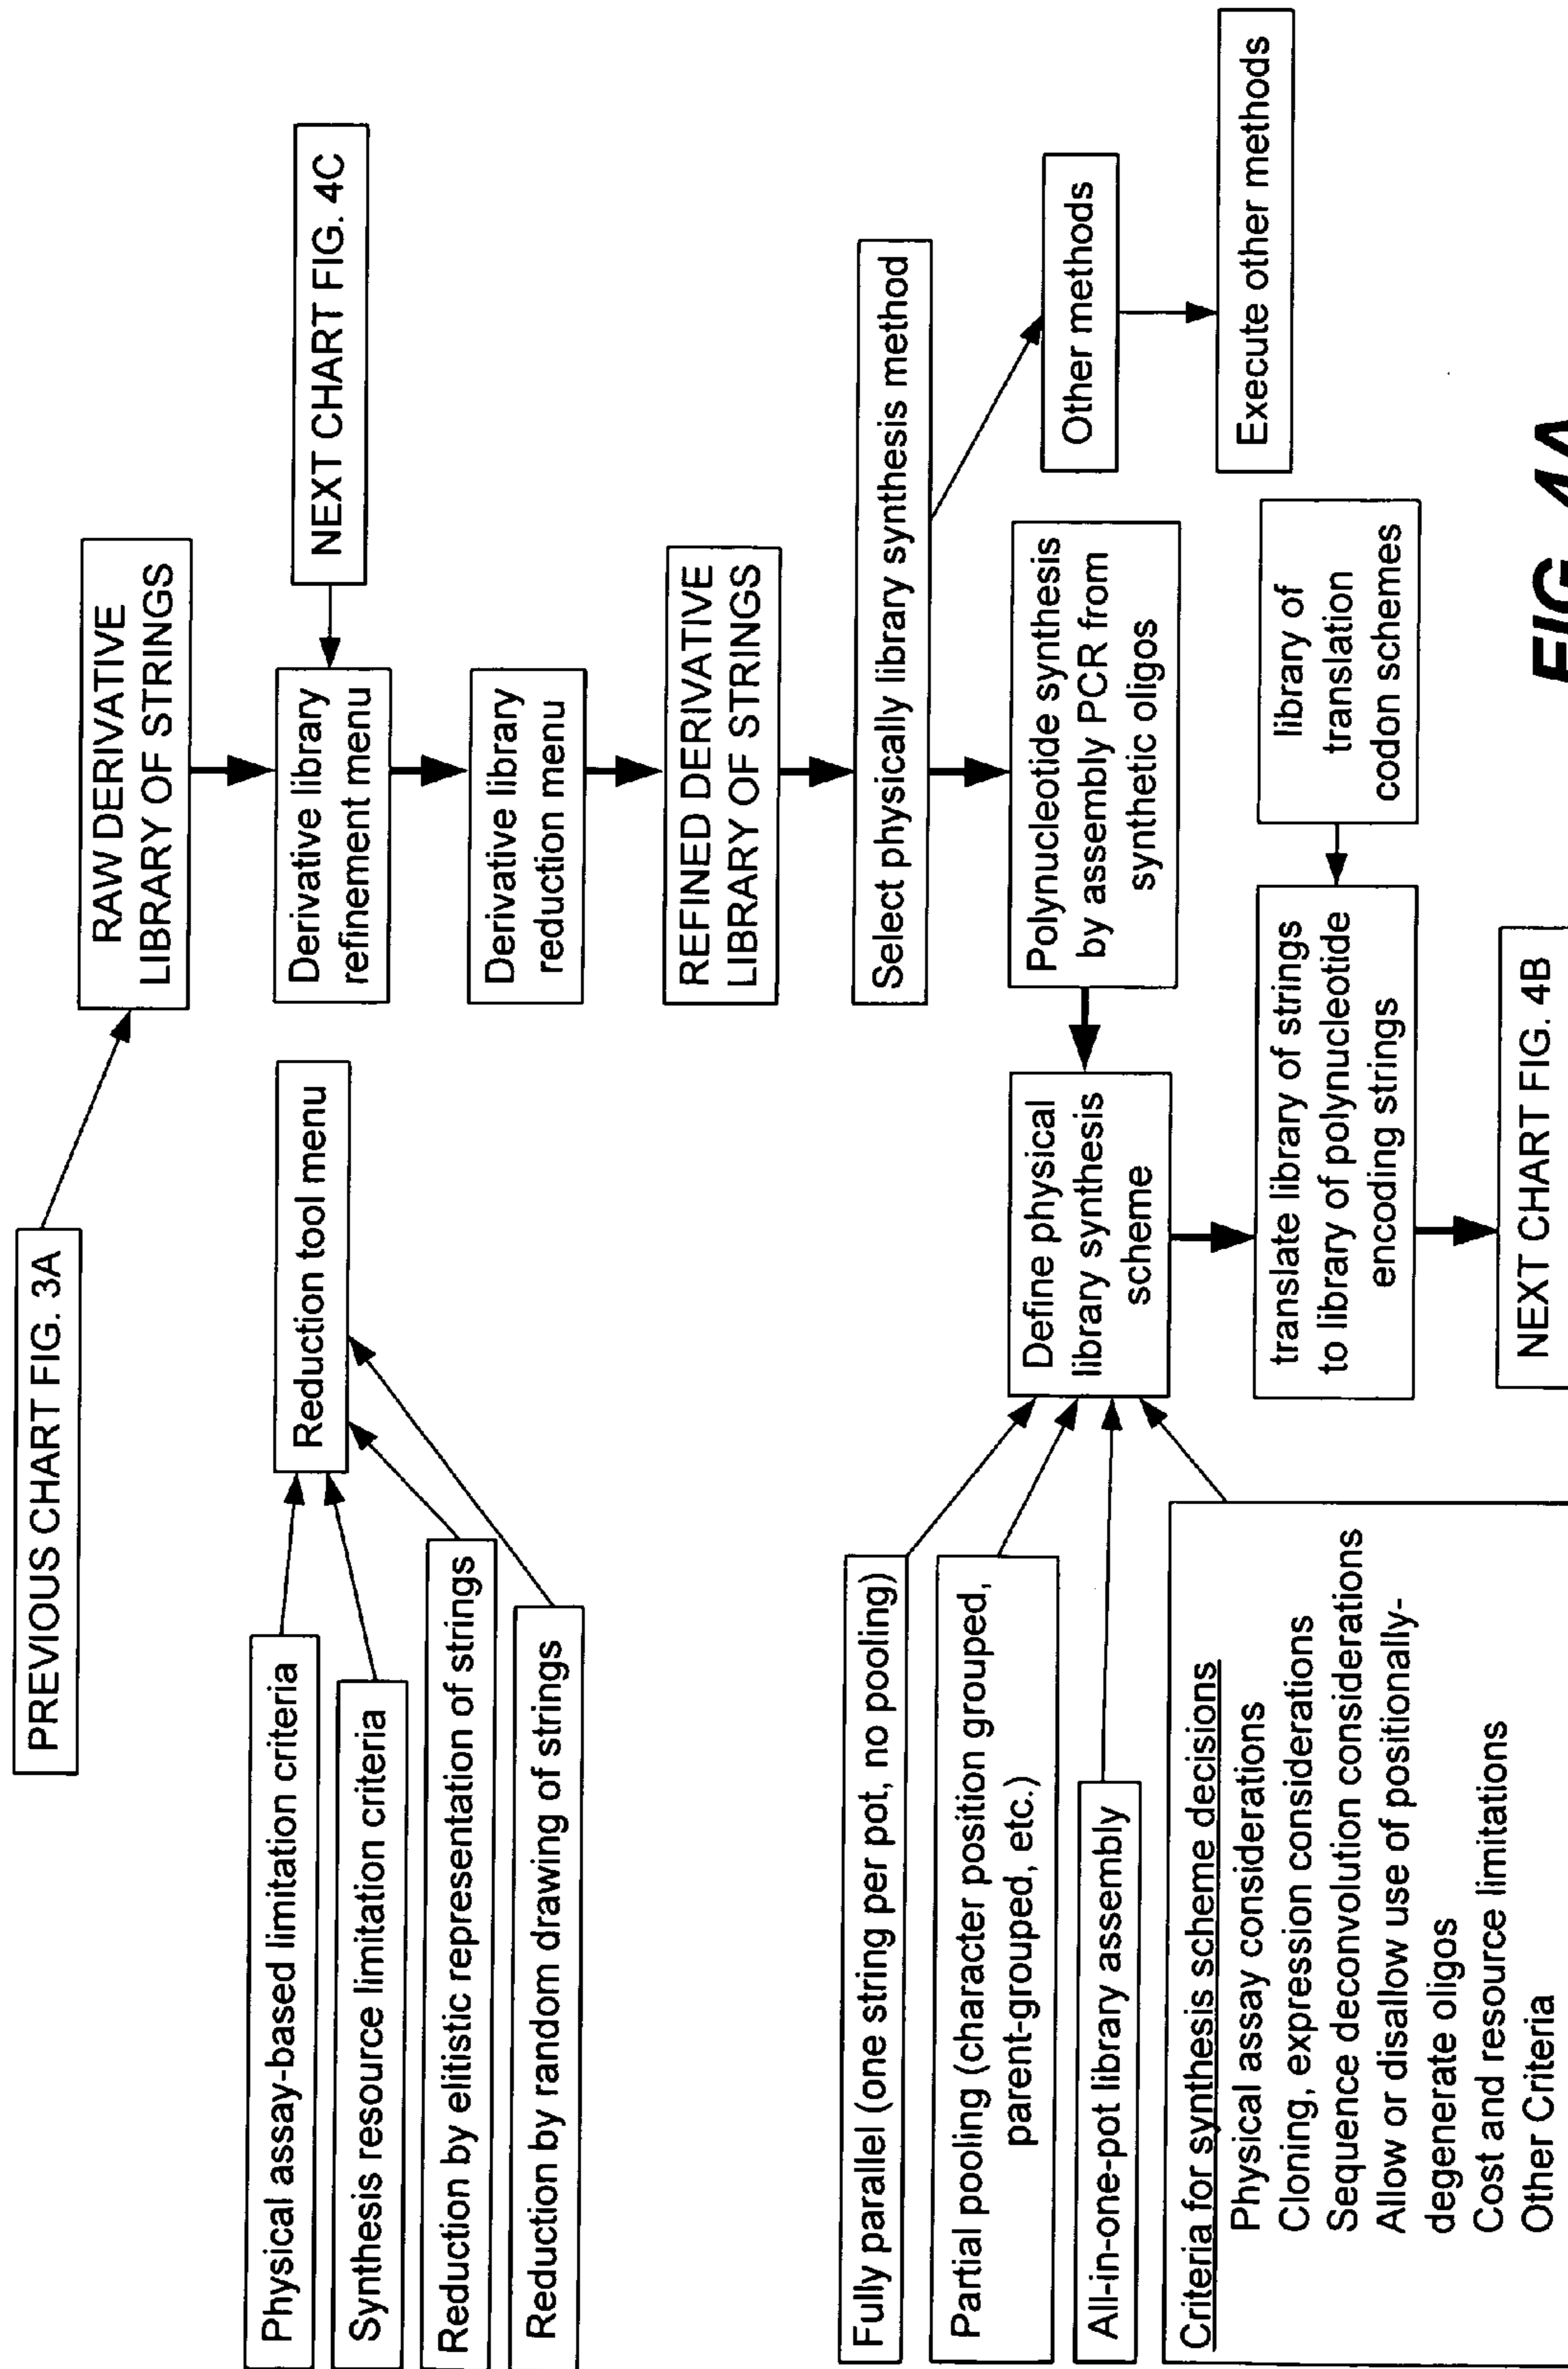 PREVIOUS CHART FIG. 3A
RAW DERIVATIVE
LIBRARY OF STRINGS
NEXT CHART FIG. 4C
Derivative library
refinement menu
Reduction tool menu
Physical assay-based limitation criteria
Synthesis resource limitation criteria
Reduction by elitistic representation of strings
Reduction by random drawing of strings
Derivative library
reduction menu
REFINED DERIVATIVE
LIBRARY OF STRINGS
Select physically library synthesis method
Other methods
Execute other methods
Polynucleotide synthesis
by assembly PCR from
synthetic oligos
Define physical
library synthesis
scheme
Fully parallel (one string per pot, no pooling)
Partial pooling (character position grouped,
parent-grouped, etc.)
All-in-one-pot library assembly
Criteria for synthesis scheme decisions
Physical assay considerations
Cloning, expression considerations
Sequence deconvolution considerations
Allow or disallow use of positionally-
degenerate oligos
Cost and resource limitations
Other Criteria
library of
translation
codon schemes
translate library of strings
to library of polynucleotide
encoding strings
NEXT CHART FIG. 4B
FIG. 4A